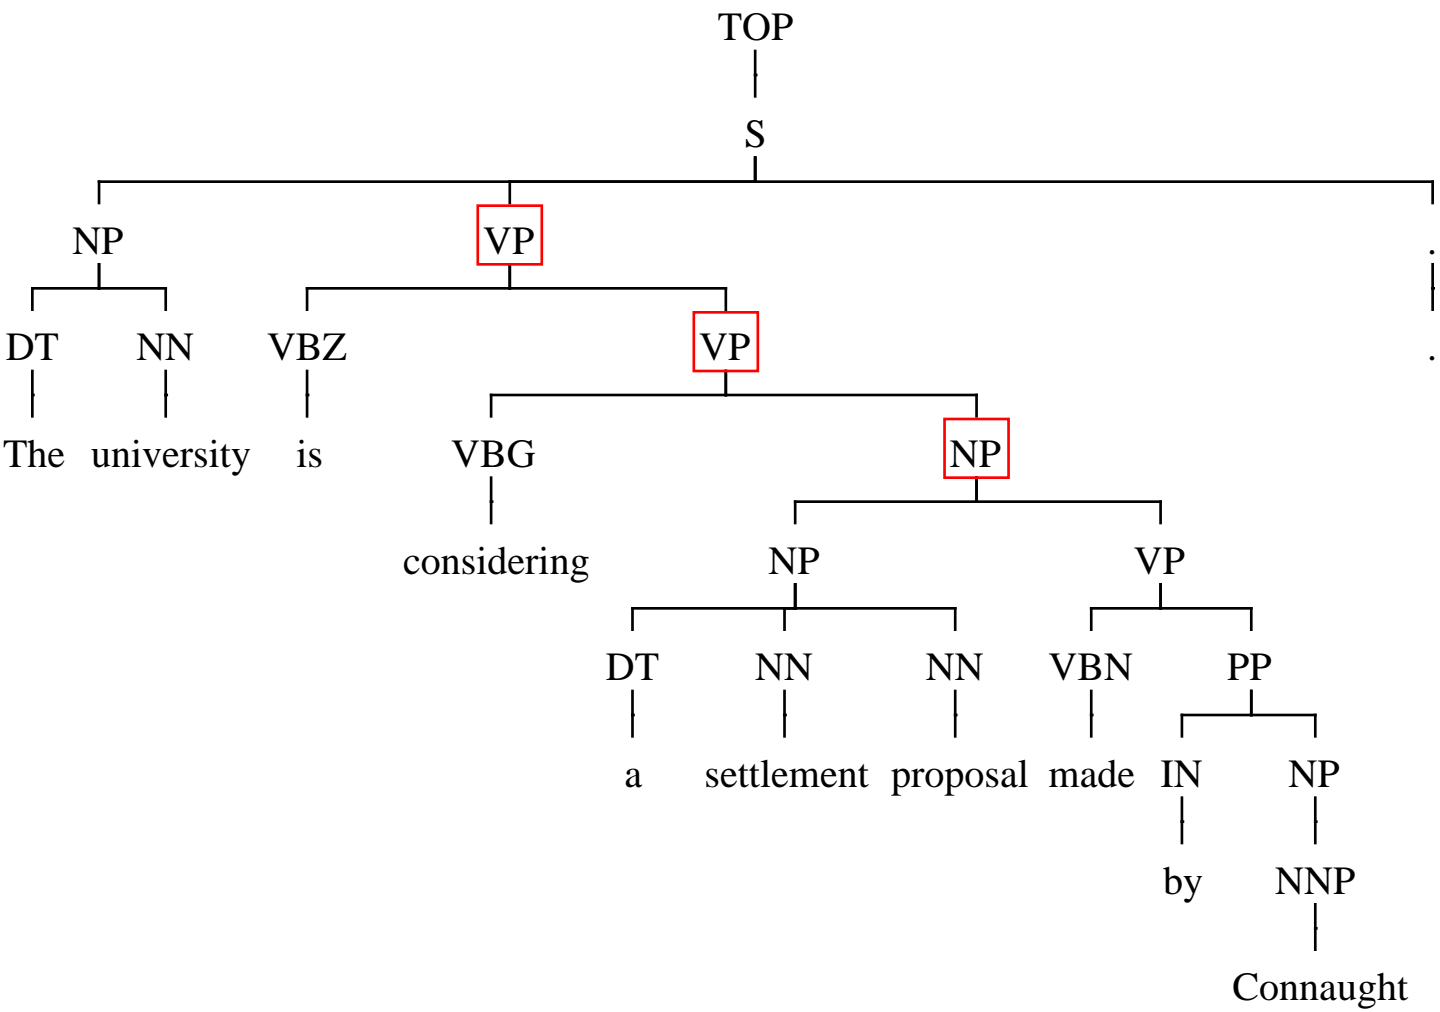 TOP
S
NP VP .
DT NN VBZ VP .
The university is VBG NP
considering NP VP
DT NN NN VBN PP
a settlement proposal made IN NP
by NNP
Connaught